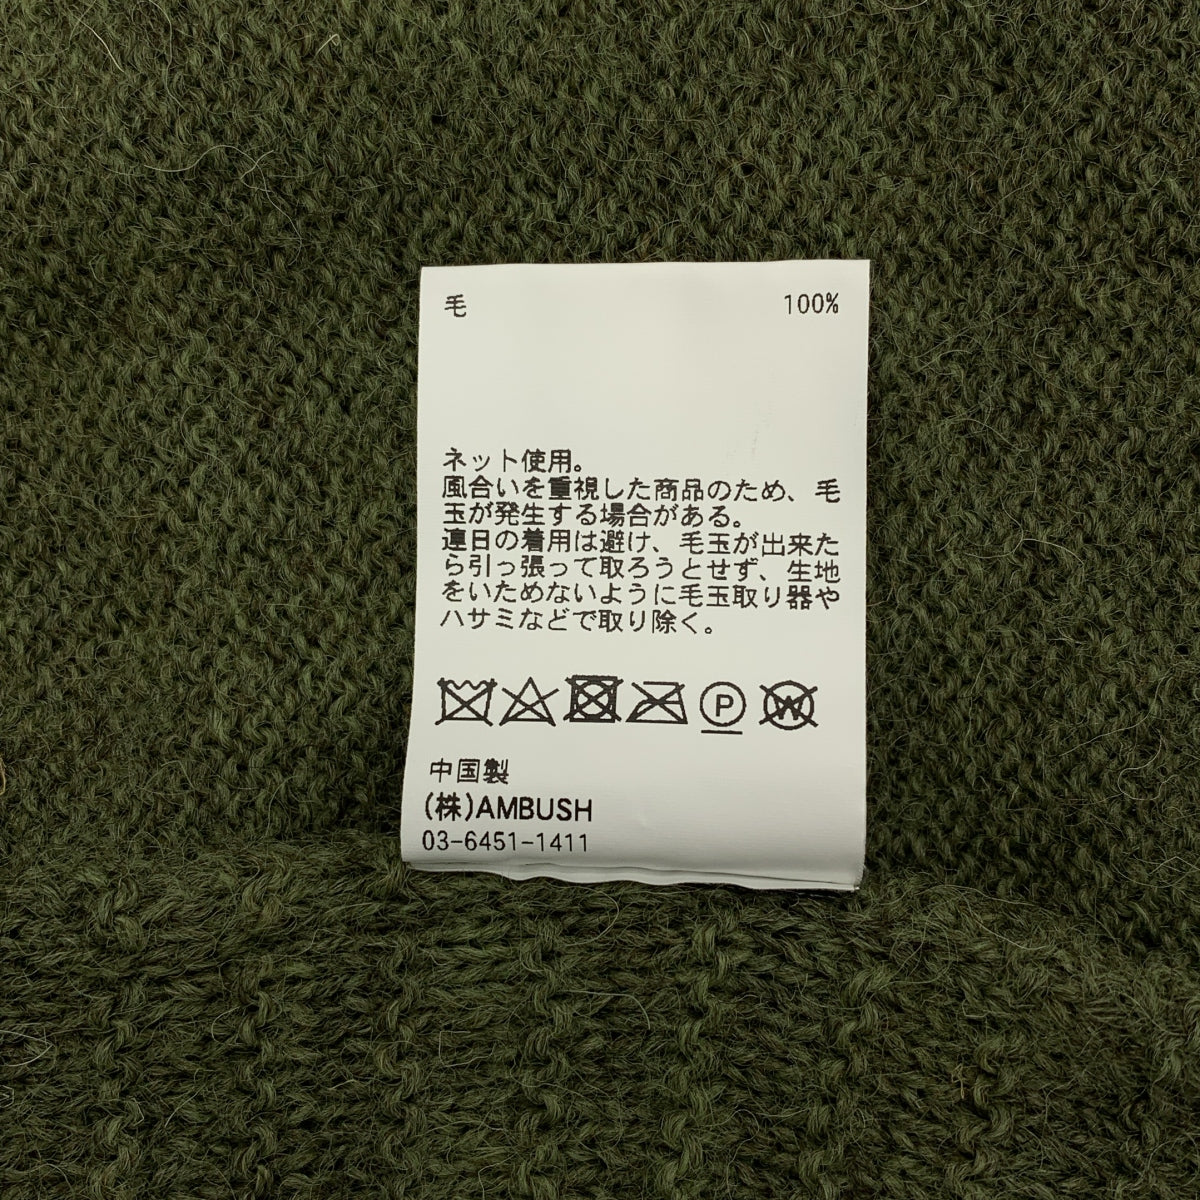 毛 100%
ネット使用。
風合いを重視した商品のため、毛
玉が発生する場合がある。
連日の着用は避け、毛玉が出来た
ら引っ張って取ろうとせず、生地
をいためないように毛玉取り器や
ハサミなどで取り除く。
P W
中国製
(株)AMBUSH
03-6451-1411